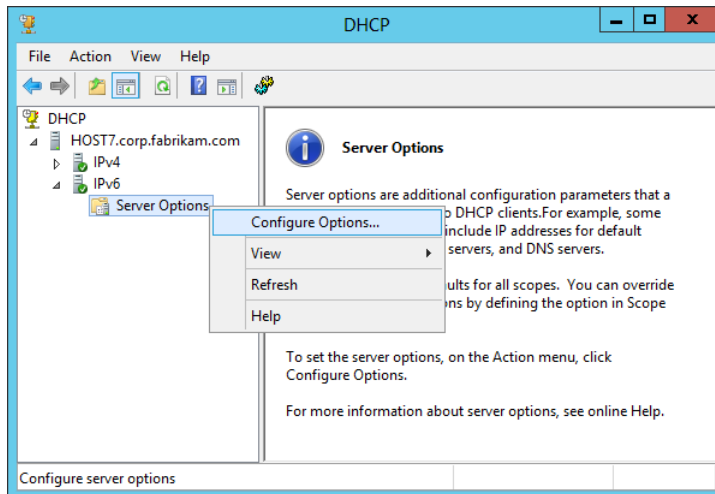 DHCP
File Action View Help
DHCP
HOST7.corp.fabrikam.com
IPv4
IPv6
Server Options
Configure Options...
View
Refresh
Help
Server Options
Server options are additional configuration parameters that a
o DHCP clients.For example, some
include IP addresses for default
servers, and DNS servers.
ults for all scopes. You can override
ns by defining the option in Scope
To set the server options, on the Action menu, click
Configure Options.
For more information about server options, see online Help.
Configure server options